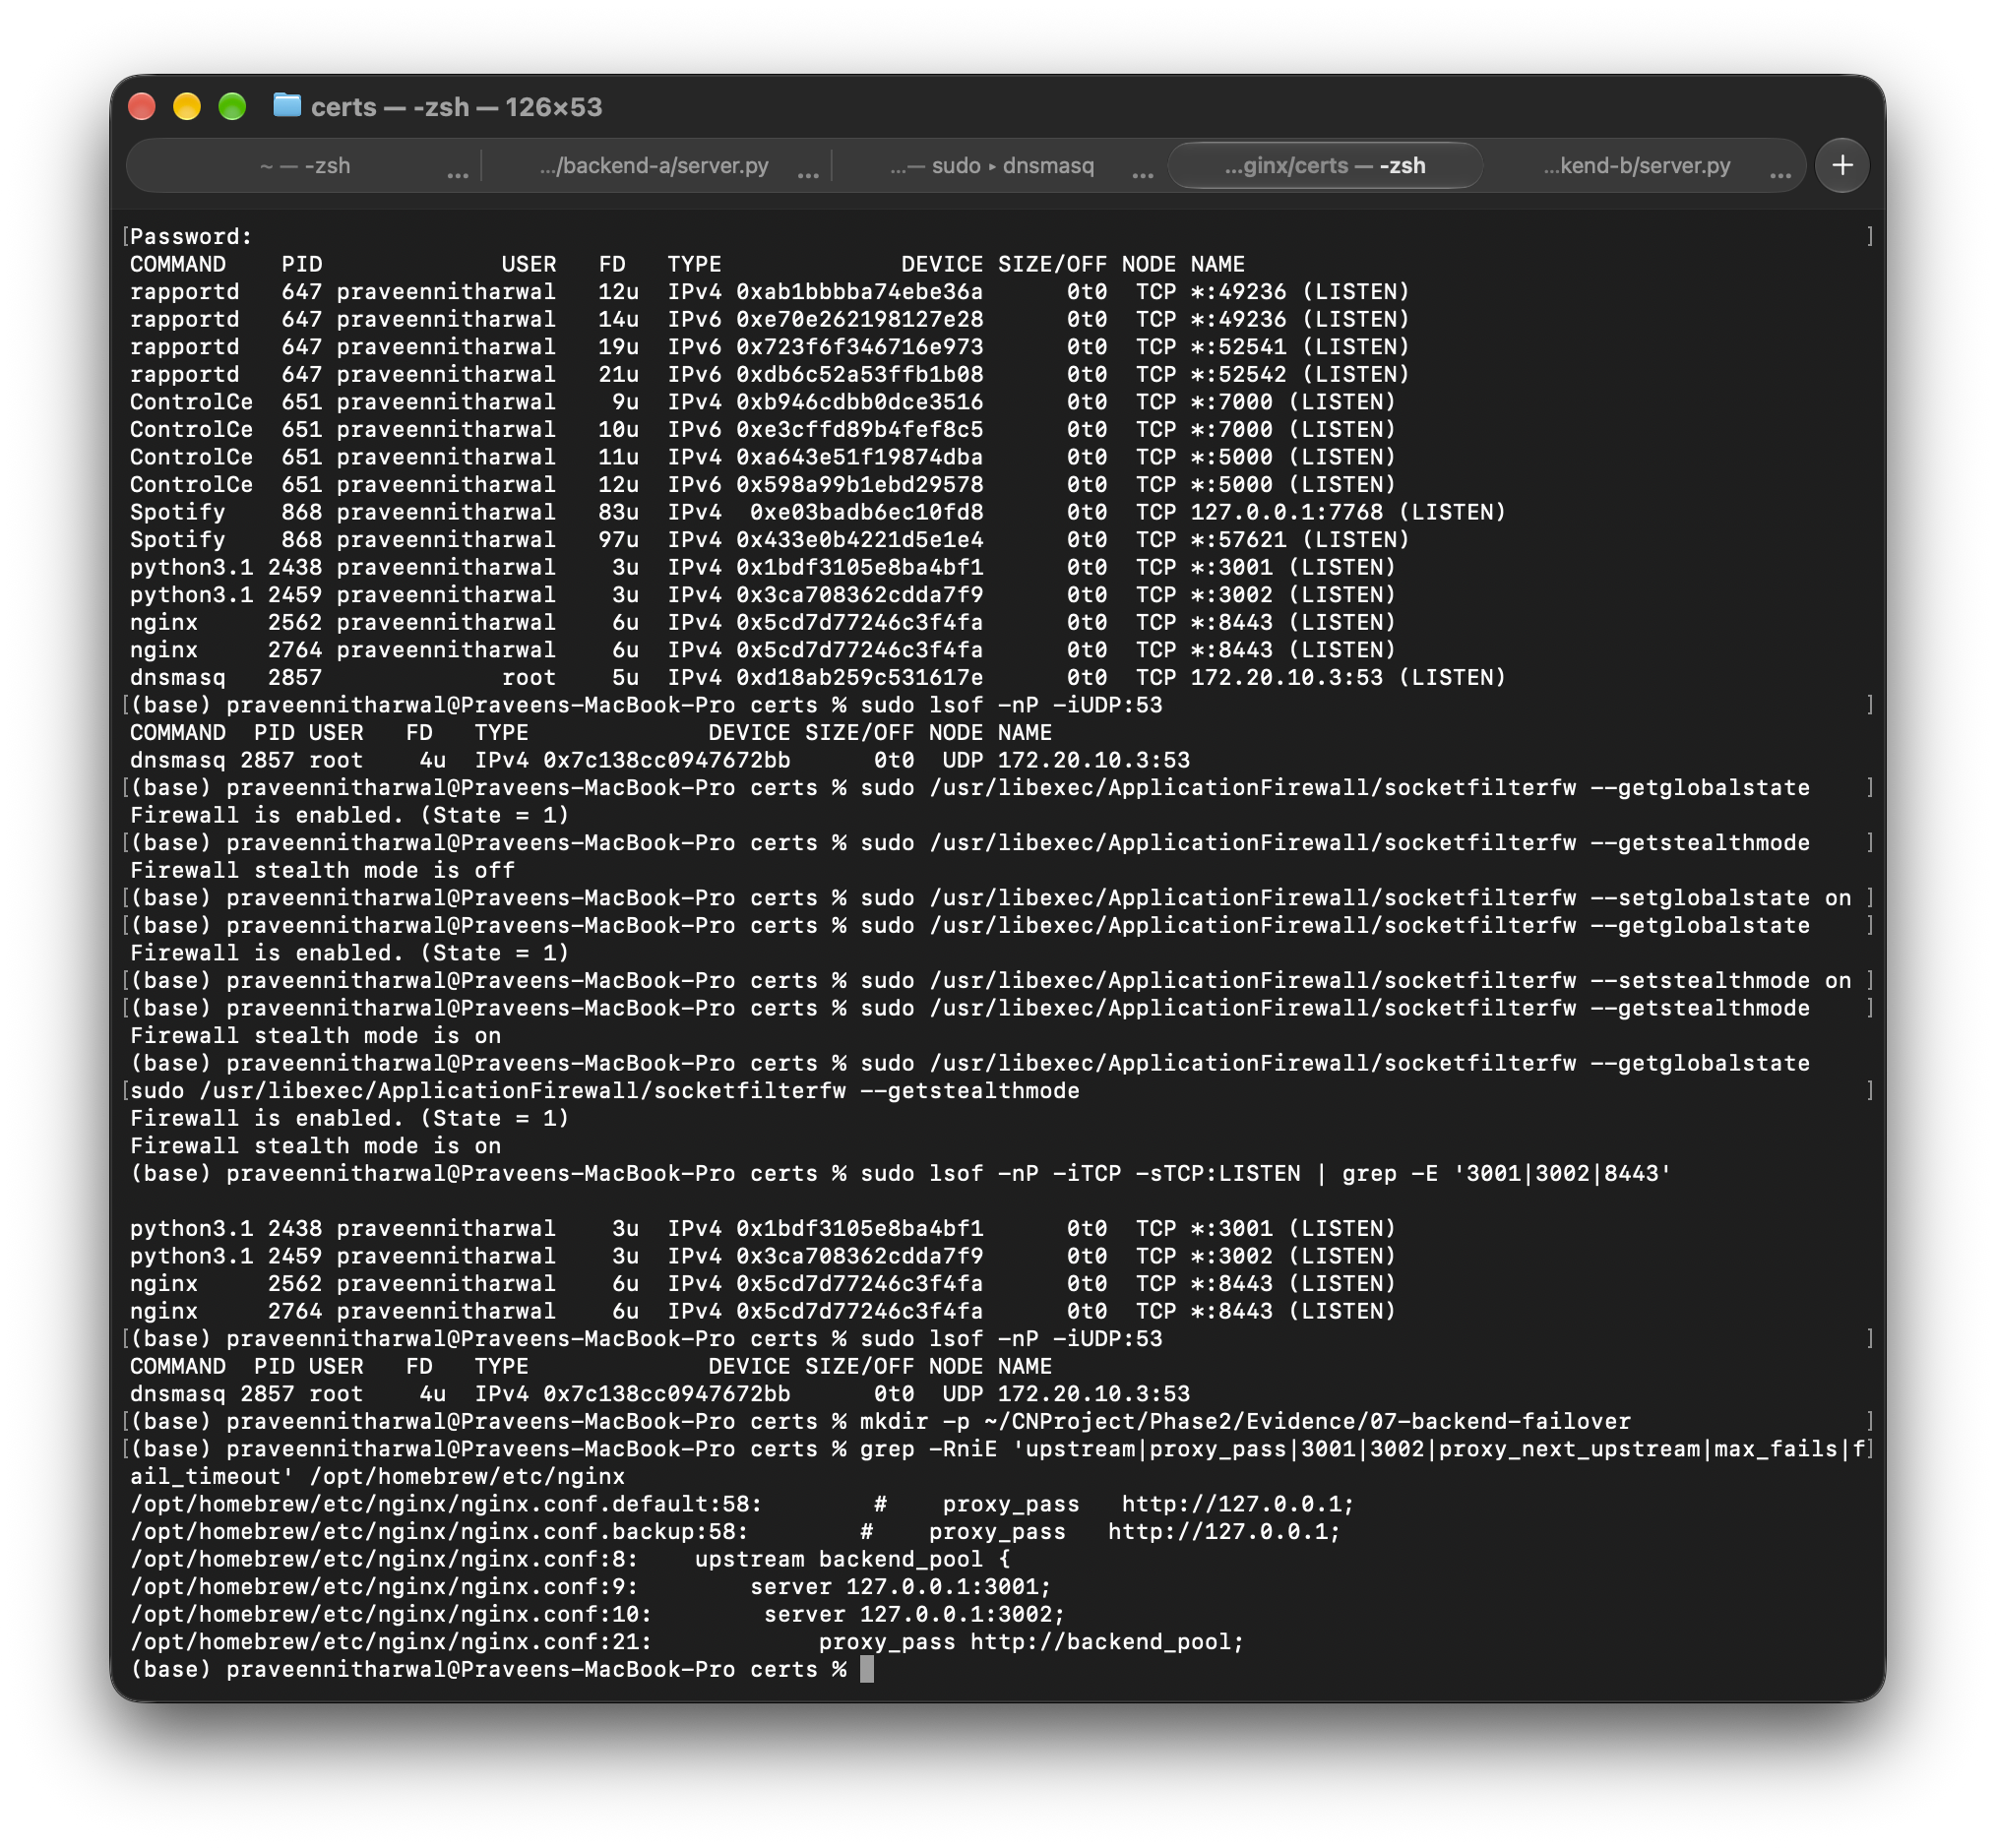 certs — -zsh — 126×53
~ — -zsh ... .../backend-a/server.py ... ...— sudo ▸ dnsmasq ... ...ginx/certs — -zsh ...kend-b/server.py ... +
[Password: ]
COMMAND    PID             USER   FD   TYPE             DEVICE SIZE/OFF NODE NAME
rapportd   647 praveennitharwal   12u  IPv4 0xab1bbbba74ebe36a      0t0  TCP *:49236 (LISTEN)
rapportd   647 praveennitharwal   14u  IPv6 0xe70e262198127e28      0t0  TCP *:49236 (LISTEN)
rapportd   647 praveennitharwal   19u  IPv6 0x723f6f346716e973      0t0  TCP *:52541 (LISTEN)
rapportd   647 praveennitharwal   21u  IPv6 0xdb6c52a53ffb1b08      0t0  TCP *:52542 (LISTEN)
ControlCe  651 praveennitharwal    9u  IPv4 0xb946cdbb0dce3516      0t0  TCP *:7000 (LISTEN)
ControlCe  651 praveennitharwal   10u  IPv6 0xe3cffd89b4fef8c5      0t0  TCP *:7000 (LISTEN)
ControlCe  651 praveennitharwal   11u  IPv4 0xa643e51f19874dba      0t0  TCP *:5000 (LISTEN)
ControlCe  651 praveennitharwal   12u  IPv6 0x598a99b1ebd29578      0t0  TCP *:5000 (LISTEN)
Spotify    868 praveennitharwal   83u  IPv4  0xe03badb6ec10fd8      0t0  TCP 127.0.0.1:7768 (LISTEN)
Spotify    868 praveennitharwal   97u  IPv4 0x433e0b4221d5e1e4      0t0  TCP *:57621 (LISTEN)
python3.1 2438 praveennitharwal    3u  IPv4 0x1bdf3105e8ba4bf1      0t0  TCP *:3001 (LISTEN)
python3.1 2459 praveennitharwal    3u  IPv4 0x3ca708362cdda7f9      0t0  TCP *:3002 (LISTEN)
nginx     2562 praveennitharwal    6u  IPv4 0x5cd7d77246c3f4fa      0t0  TCP *:8443 (LISTEN)
nginx     2764 praveennitharwal    6u  IPv4 0x5cd7d77246c3f4fa      0t0  TCP *:8443 (LISTEN)
dnsmasq   2857             root    5u  IPv4 0xd18ab259c531617e      0t0  TCP 172.20.10.3:53 (LISTEN)
[(base) praveennitharwal@Praveens-MacBook-Pro certs % sudo lsof -nP -iUDP:53 ]
COMMAND  PID USER   FD   TYPE             DEVICE SIZE/OFF NODE NAME
dnsmasq 2857 root    4u  IPv4 0x7c138cc0947672bb      0t0  UDP 172.20.10.3:53
[(base) praveennitharwal@Praveens-MacBook-Pro certs % sudo /usr/libexec/ApplicationFirewall/socketfilterfw --getglobalstate ]
Firewall is enabled. (State = 1)
[(base) praveennitharwal@Praveens-MacBook-Pro certs % sudo /usr/libexec/ApplicationFirewall/socketfilterfw --getstealthmode ]
Firewall stealth mode is off
[(base) praveennitharwal@Praveens-MacBook-Pro certs % sudo /usr/libexec/ApplicationFirewall/socketfilterfw --setglobalstate on ]
[(base) praveennitharwal@Praveens-MacBook-Pro certs % sudo /usr/libexec/ApplicationFirewall/socketfilterfw --getglobalstate ]
Firewall is enabled. (State = 1)
[(base) praveennitharwal@Praveens-MacBook-Pro certs % sudo /usr/libexec/ApplicationFirewall/socketfilterfw --setstealthmode on ]
[(base) praveennitharwal@Praveens-MacBook-Pro certs % sudo /usr/libexec/ApplicationFirewall/socketfilterfw --getstealthmode ]
Firewall stealth mode is on
(base) praveennitharwal@Praveens-MacBook-Pro certs % sudo /usr/libexec/ApplicationFirewall/socketfilterfw --getglobalstate
[sudo /usr/libexec/ApplicationFirewall/socketfilterfw --getstealthmode ]
Firewall is enabled. (State = 1)
Firewall stealth mode is on
(base) praveennitharwal@Praveens-MacBook-Pro certs % sudo lsof -nP -iTCP -sTCP:LISTEN | grep -E '3001|3002|8443'
python3.1 2438 praveennitharwal    3u  IPv4 0x1bdf3105e8ba4bf1      0t0  TCP *:3001 (LISTEN)
python3.1 2459 praveennitharwal    3u  IPv4 0x3ca708362cdda7f9      0t0  TCP *:3002 (LISTEN)
nginx     2562 praveennitharwal    6u  IPv4 0x5cd7d77246c3f4fa      0t0  TCP *:8443 (LISTEN)
nginx     2764 praveennitharwal    6u  IPv4 0x5cd7d77246c3f4fa      0t0  TCP *:8443 (LISTEN)
[(base) praveennitharwal@Praveens-MacBook-Pro certs % sudo lsof -nP -iUDP:53 ]
COMMAND  PID USER   FD   TYPE             DEVICE SIZE/OFF NODE NAME
dnsmasq 2857 root    4u  IPv4 0x7c138cc0947672bb      0t0  UDP 172.20.10.3:53
[(base) praveennitharwal@Praveens-MacBook-Pro certs % mkdir -p ~/CNProject/Phase2/Evidence/07-backend-failover ]
[(base) praveennitharwal@Praveens-MacBook-Pro certs % grep -RniE 'upstream|proxy_pass|3001|3002|proxy_next_upstream|max_fails|f]
ail_timeout' /opt/homebrew/etc/nginx
/opt/homebrew/etc/nginx/nginx.conf.default:58:        #    proxy_pass   http://127.0.0.1;
/opt/homebrew/etc/nginx/nginx.conf.backup:58:        #    proxy_pass   http://127.0.0.1;
/opt/homebrew/etc/nginx/nginx.conf:8:    upstream backend_pool {
/opt/homebrew/etc/nginx/nginx.conf:9:        server 127.0.0.1:3001;
/opt/homebrew/etc/nginx/nginx.conf:10:        server 127.0.0.1:3002;
/opt/homebrew/etc/nginx/nginx.conf:21:            proxy_pass http://backend_pool;
(base) praveennitharwal@Praveens-MacBook-Pro certs %